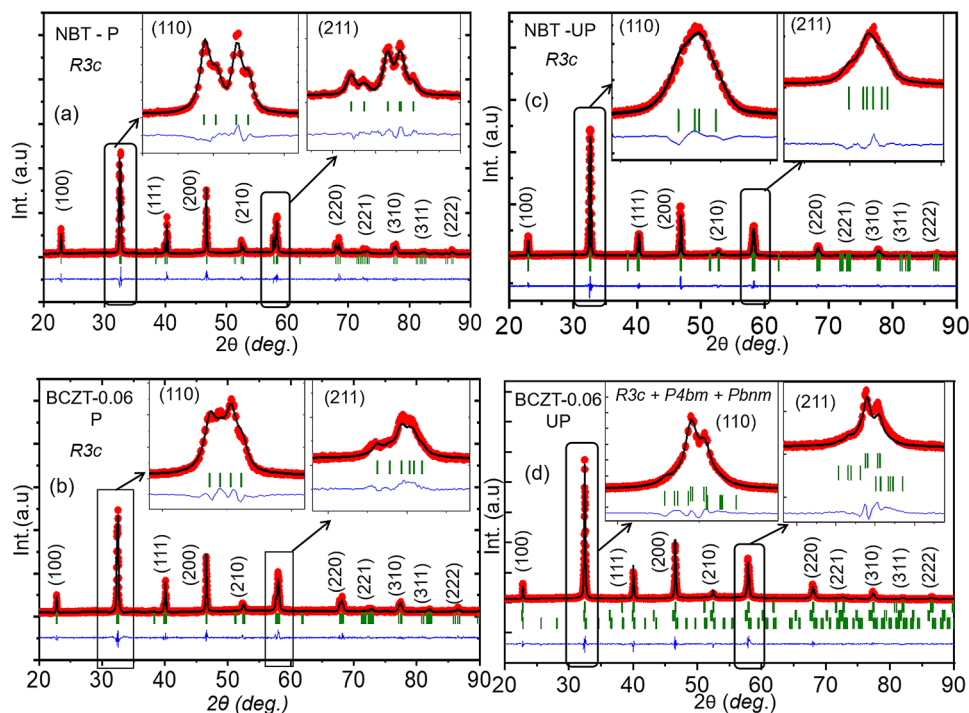 NBT - P
R3c
(a)
(110)
(211)
(100)
(111)
(200)
(210)
(220)
(221)
(310)
(311)
(222)
Int. (a.u)
20 30 40 50 60 70 80 90
2θ (deg.)
NBT -UP
R3c
(c)
(110)
(211)
(100)
(111)
(200)
(210)
(220)
(221)
(310)
(311)
(222)
Int. (a.u)
20 30 40 50 60 70 80 90
2θ (deg.)
BCZT-0.06
P
R3c
(b)
(110)
(211)
(100)
(111)
(200)
(210)
(220)
(221)
(310)
(311)
(222)
Int.(a.u)
20 30 40 50 60 70 80 90
2θ (deg.)
BCZT-0.06
UP
(d)
R3c + P4bm + Pbnm
(110)
(211)
(100)
(111)
(200)
(210)
(220)
(221)
(310)
(311)
(222)
Int. (a.u)
20 30 40 50 60 70 80 90
2θ (deg.)